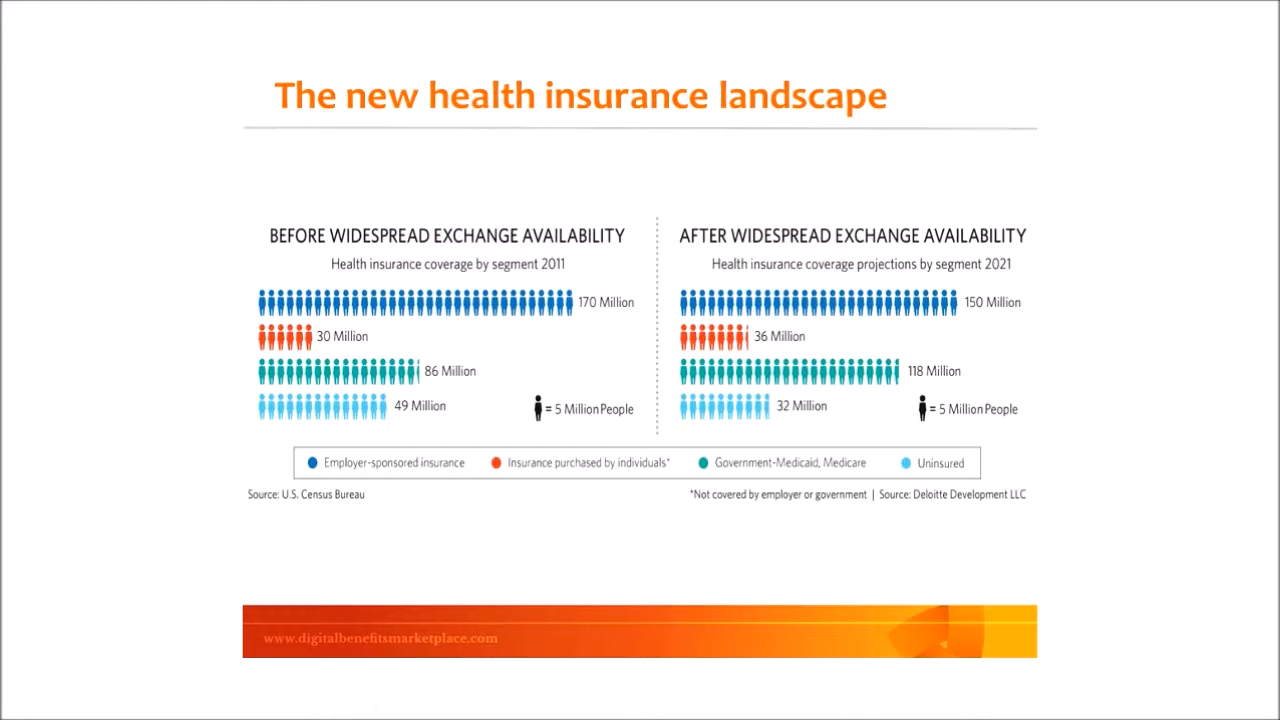 The new health insurance landscape
BEFORE WIDESPREAD EXCHANGE AVAILABILITY
Health insurance coverage by segment 2011
170 Million
30 Million
86 Million
49 Million
= 5 Million People
AFTER WIDESPREAD EXCHANGE AVAILABILITY
Health insurance coverage projections by segment 2021
150 Million
36 Million
118 Million
32 Million
= 5 Million People
Employer-sponsored insurance
Insurance purchased by individuals*
Government-Medicaid, Medicare
Uninsured
Source: U.S. Census Bureau
*Not covered by employer or government | Source: Deloitte Development LLC
www.digitalbenefitsmarketplace.com